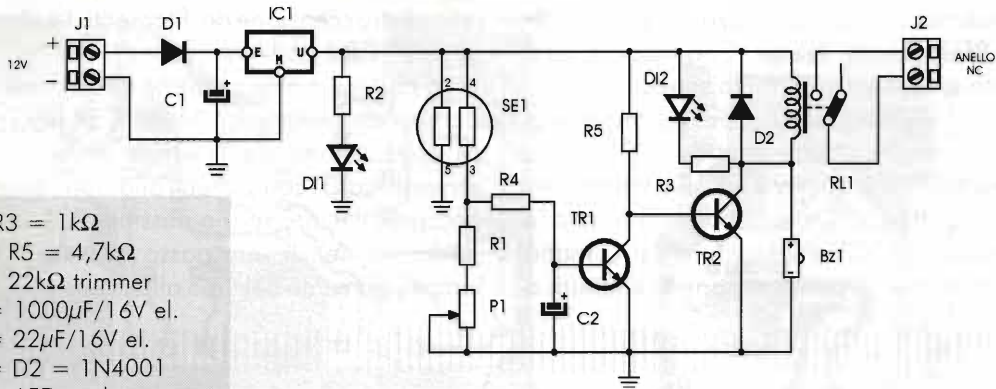 J1
D1
IC1
J2
+
12V
−
E
M
U
C1
+
R2
DI1
2
4
SE1
5
3
R4
R1
P1
C2
+
TR1
R5
DI2
D2
R3
TR2
RL1
+
−
Bz1
ANELLO
NC
R3 = 1kΩ
R5 = 4,7kΩ
22kΩ trimmer
= 1000µF/16V el.
= 22µF/16V el.
= D2 = 1N4001